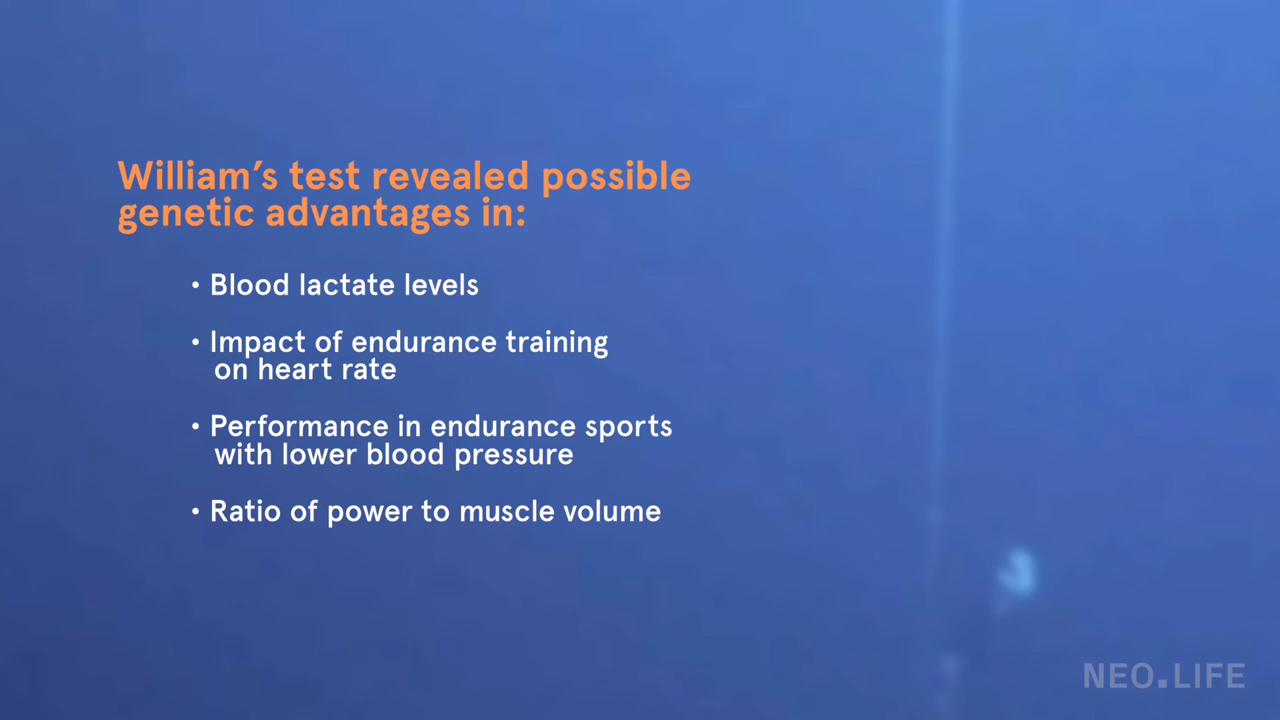 William’s test revealed possible
genetic advantages in:
• Blood lactate levels
• Impact of endurance training
on heart rate
• Performance in endurance sports
with lower blood pressure
• Ratio of power to muscle volume
NEO.LIFE